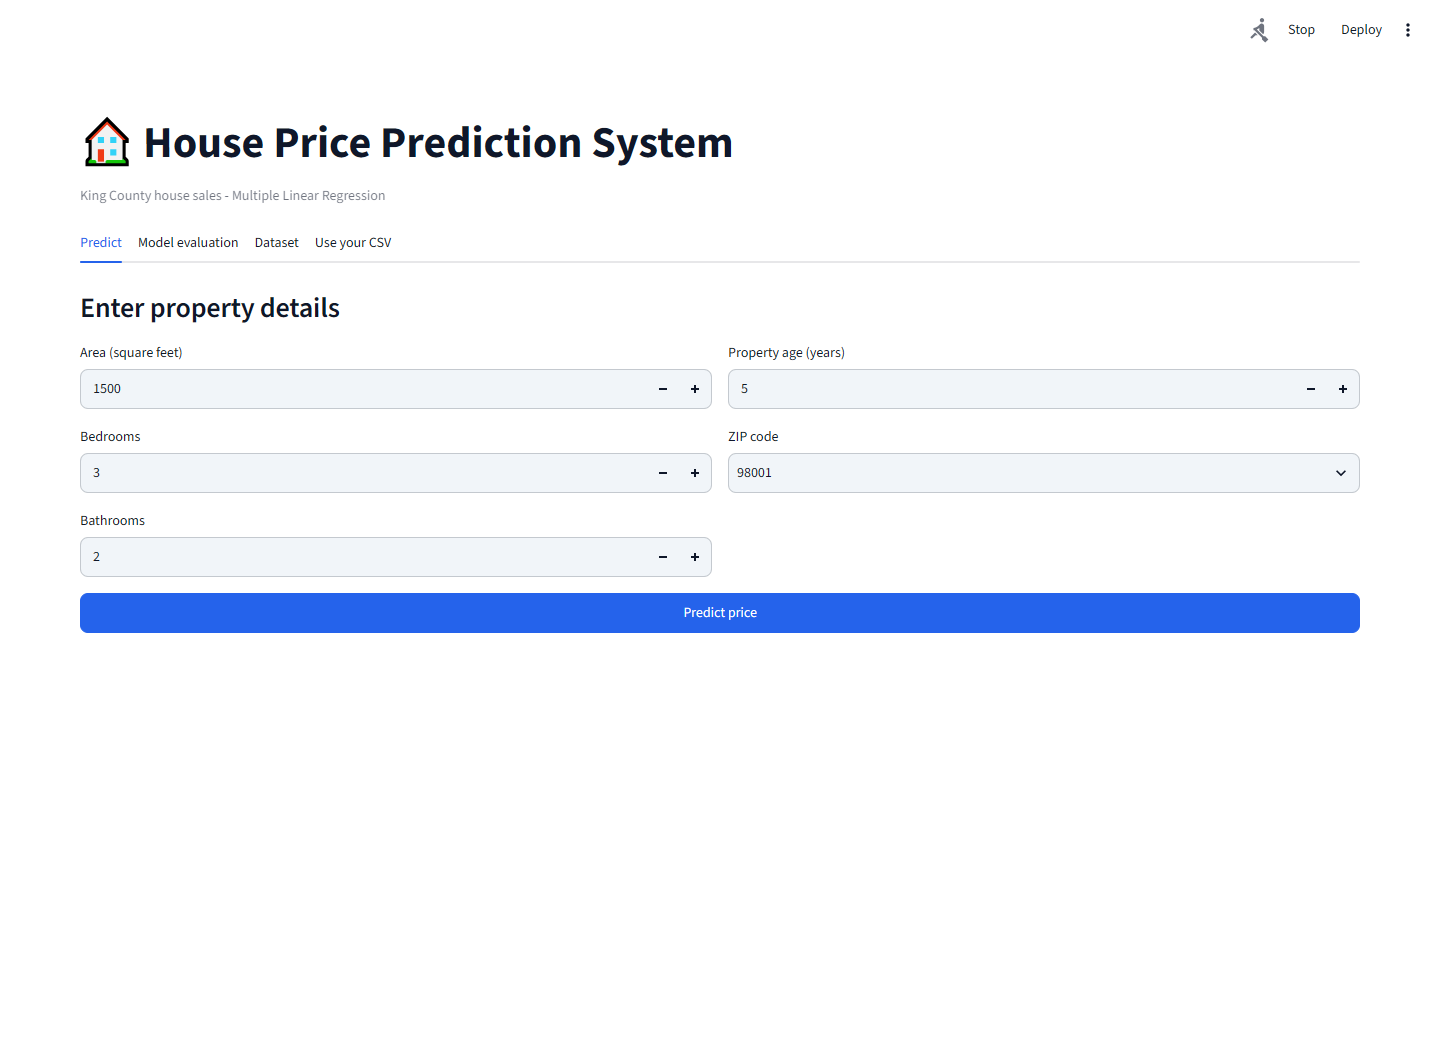 Stop Deploy
House Price Prediction System
King County house sales - Multiple Linear Regression
Predict Model evaluation Dataset Use your CSV
Enter property details
Area (square feet) Property age (years)
1500 5
Bedrooms ZIP code
3 98001
Bathrooms
2
Predict price